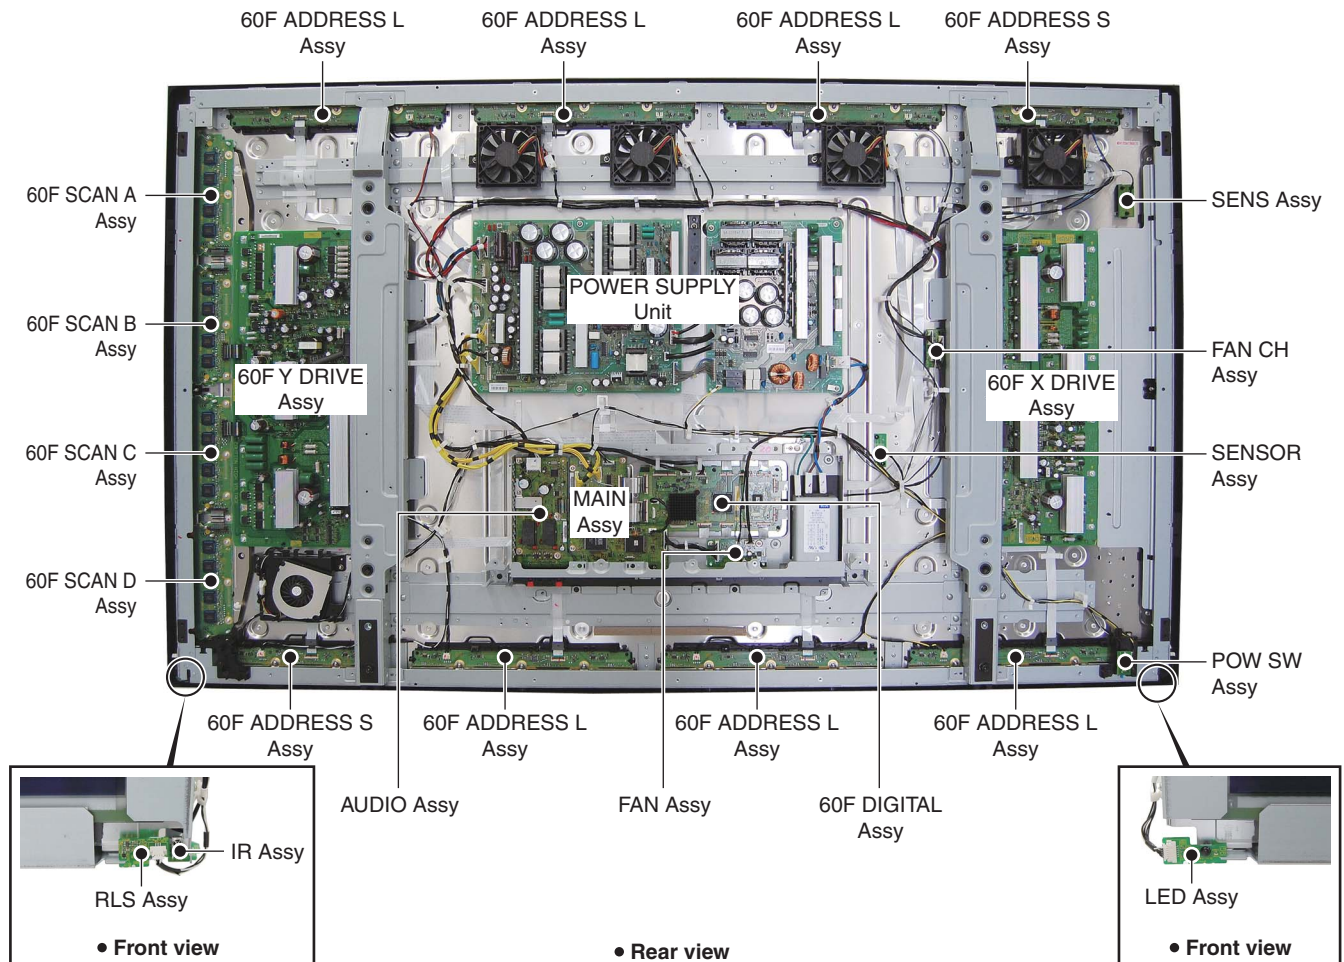 60F ADDRESS L
Assy
60F ADDRESS L
Assy
60F ADDRESS L
Assy
60F ADDRESS S
Assy
60F SCAN A
Assy
SENS Assy
POWER SUPPLY
Unit
60F SCAN B
Assy
60F Y DRIVE
Assy
60F X DRIVE
Assy
FAN CH
Assy
60F SCAN C
Assy
SENSOR
Assy
MAIN
Assy
60F SCAN D
Assy
POW SW
Assy
60F ADDRESS S
Assy
60F ADDRESS L
Assy
60F ADDRESS L
Assy
60F ADDRESS L
Assy
AUDIO Assy
FAN Assy
60F DIGITAL
Assy
IR Assy
RLS Assy
• Front view
• Rear view
LED Assy
• Front view